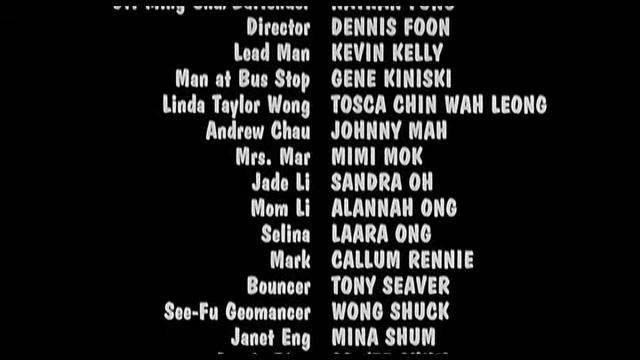 Director DENNIS FOON
Lead Man KEVIN KELLY
Man at Bus Stop GENE KINISKI
Linda Taylor Wong TOSCA CHIN WAH LEONG
Andrew Chau JOHNNY MAH
Mrs. Mar MIMI MOK
Jade Li SANDRA OH
Mom Li ALANNAH ONG
Selina LAARA ONG
Mark CALLUM RENNIE
Bouncer TONY SEAVER
See-Fu Geomancer WONG SHUCK
Janet Eng MINA SHUM